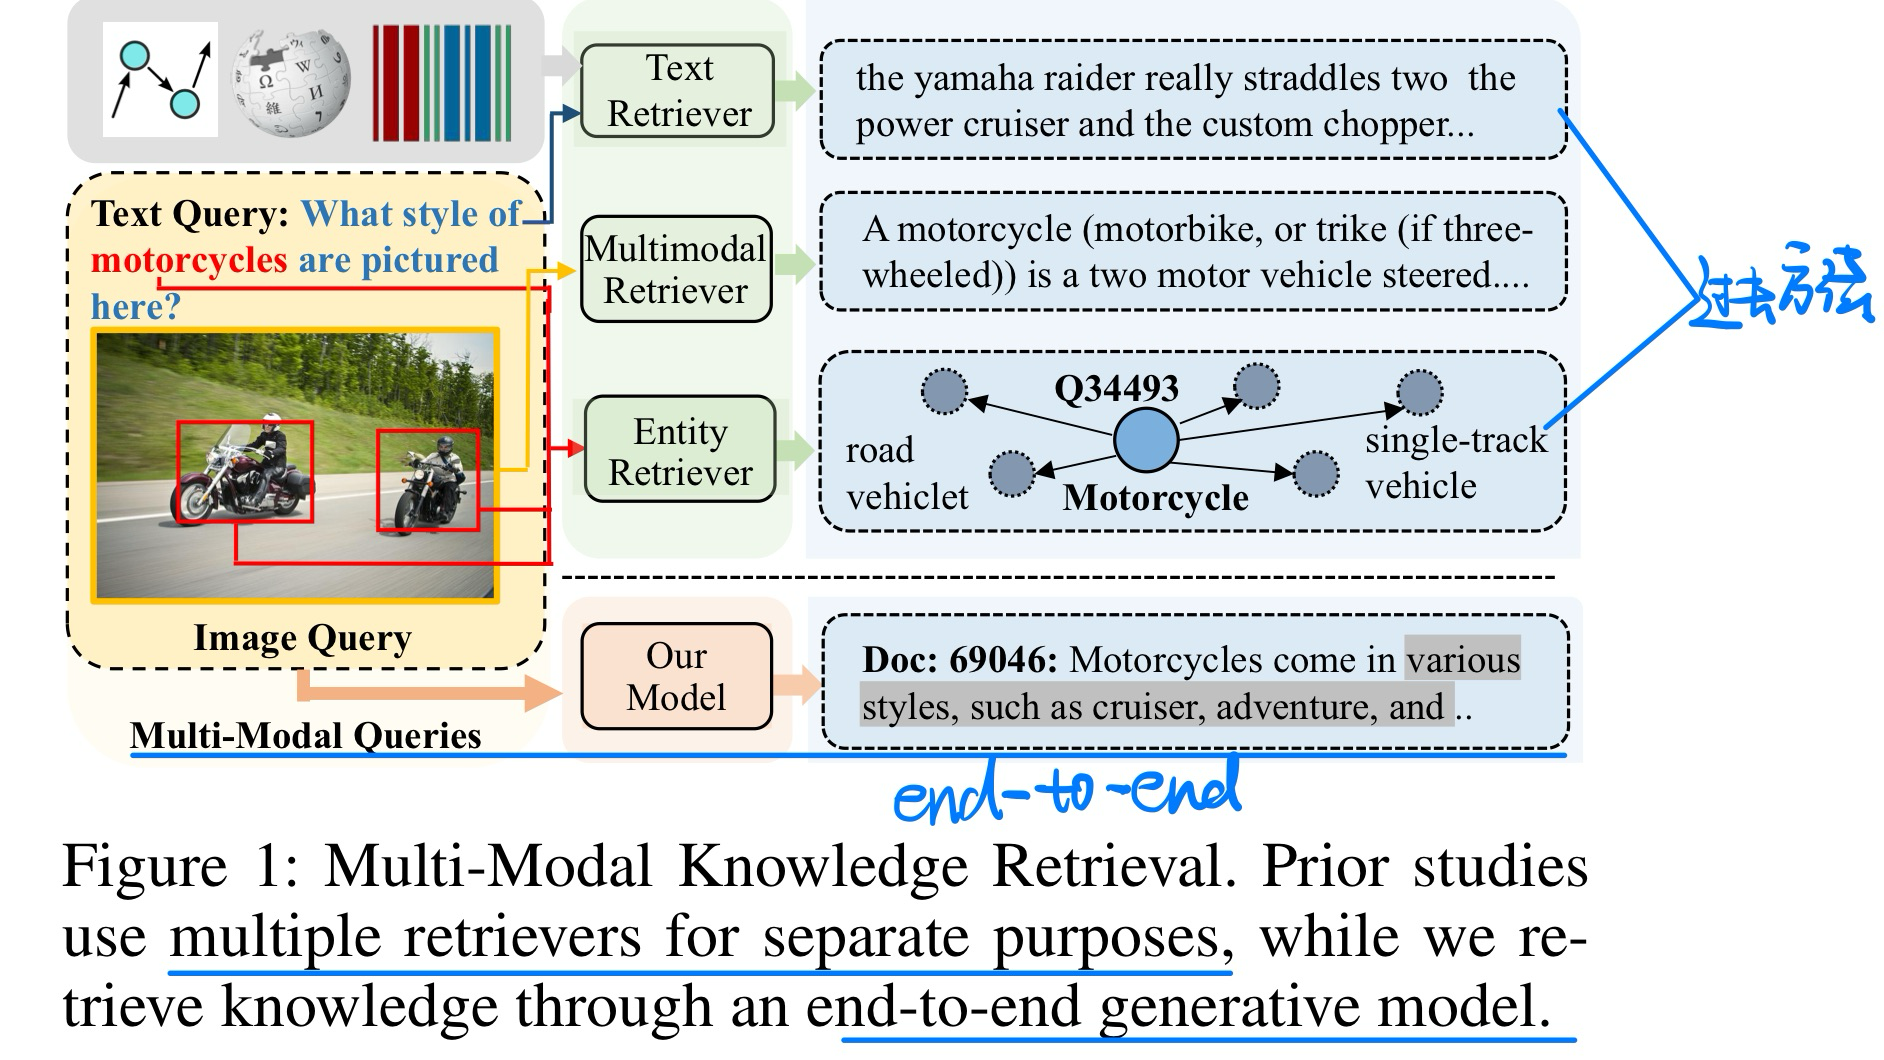 Text
Retriever
the yamaha raider really straddles two the
power cruiser and the custom chopper...
Text Query: What style of
motorcycles are pictured
here?
Multimodal
Retriever
A motorcycle (motorbike, or trike (if three-
wheeled)) is a two motor vehicle steered....
过去方法
Entity
Retriever
Q34493
road
vehiclet
Motorcycle
single-track
vehicle
Image Query
Multi-Modal Queries
Our
Model
Doc: 69046: Motorcycles come in various
styles, such as cruiser, adventure, and ..
end-to-end
Figure 1: Multi-Modal Knowledge Retrieval. Prior studies
use multiple retrievers for separate purposes, while we re-
trieve knowledge through an end-to-end generative model.